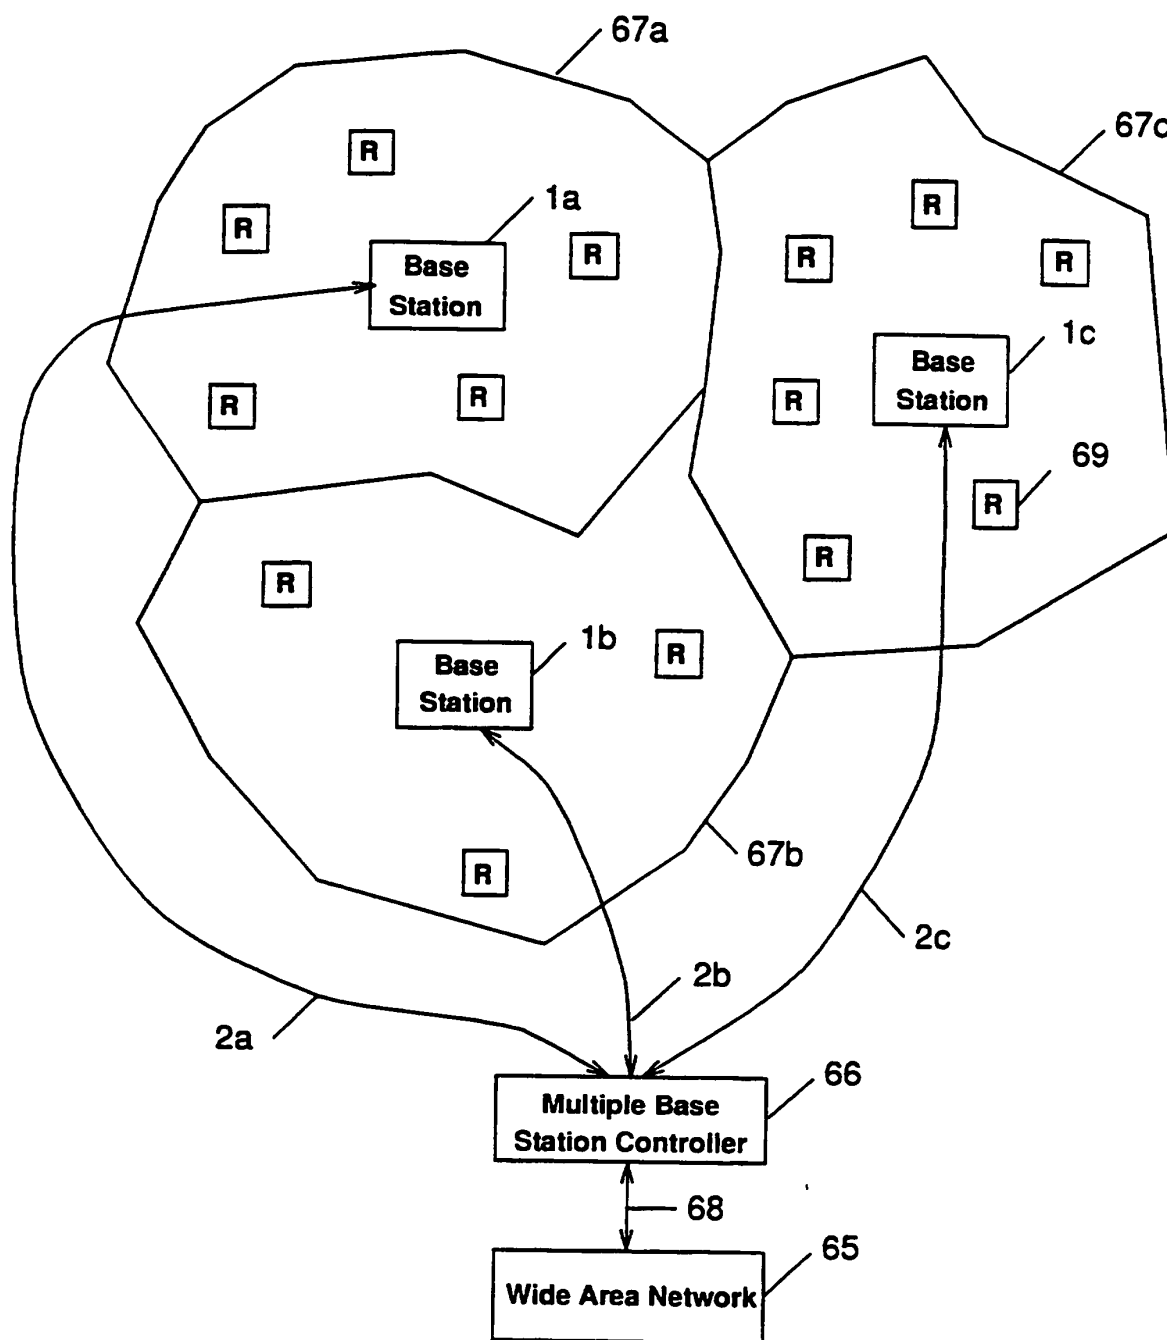 67a
67c
R
1a
R
R
R
R
R
Base
Station
1c
Base
Station
R
R
R
69
R
R
R
1b
R
Base
Station
67b
R
2c
2b
2a
66
Multiple Base
Station Controller
68
65
Wide Area Network